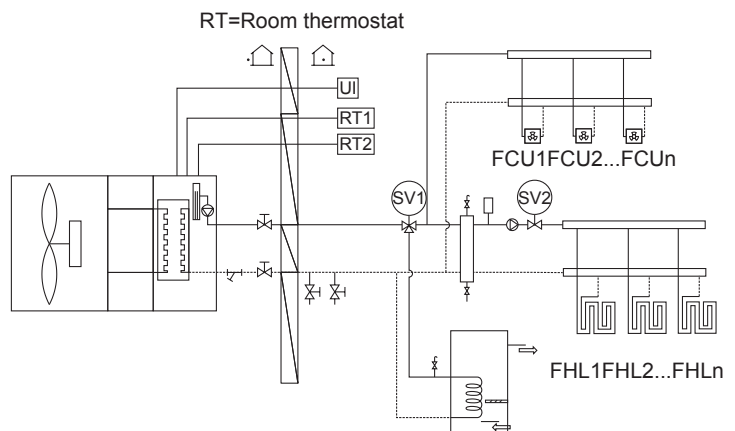 RT=Room thermostat
UI
RT1
RT2
SV1
SV2
FCU1FCU2...FCUn
FHL1FHL2...FHLn